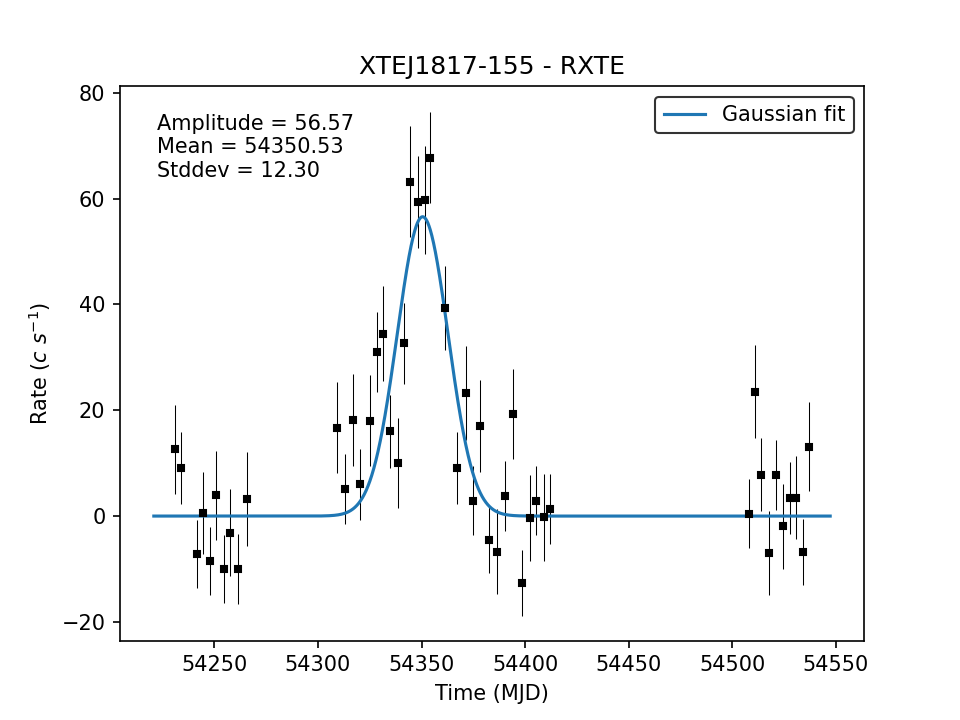 XTEJ1817-155 - RXTE
Gaussian fit
Amplitude = 56.57
Mean = 54350.53
Stddev = 12.30
80
60
40
20
0
−20
Rate (c s⁻¹)
54250 54300 54350 54400 54450 54500 54550
Time (MJD)